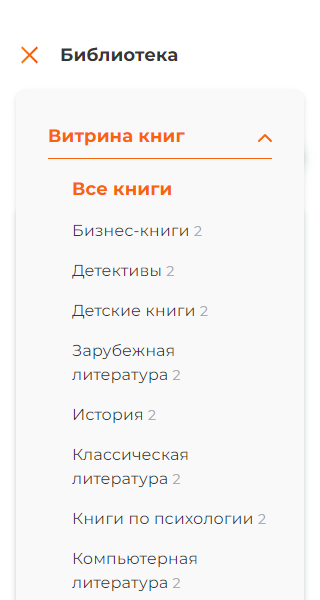 Библиотека
Витрина книг
Все книги
Бизнес-книги 2
Детективы 2
Детские книги 2
Зарубежная
литература 2
История 2
Классическая
литература 2
Книги по психологии 2
Компьютерная
литература 2